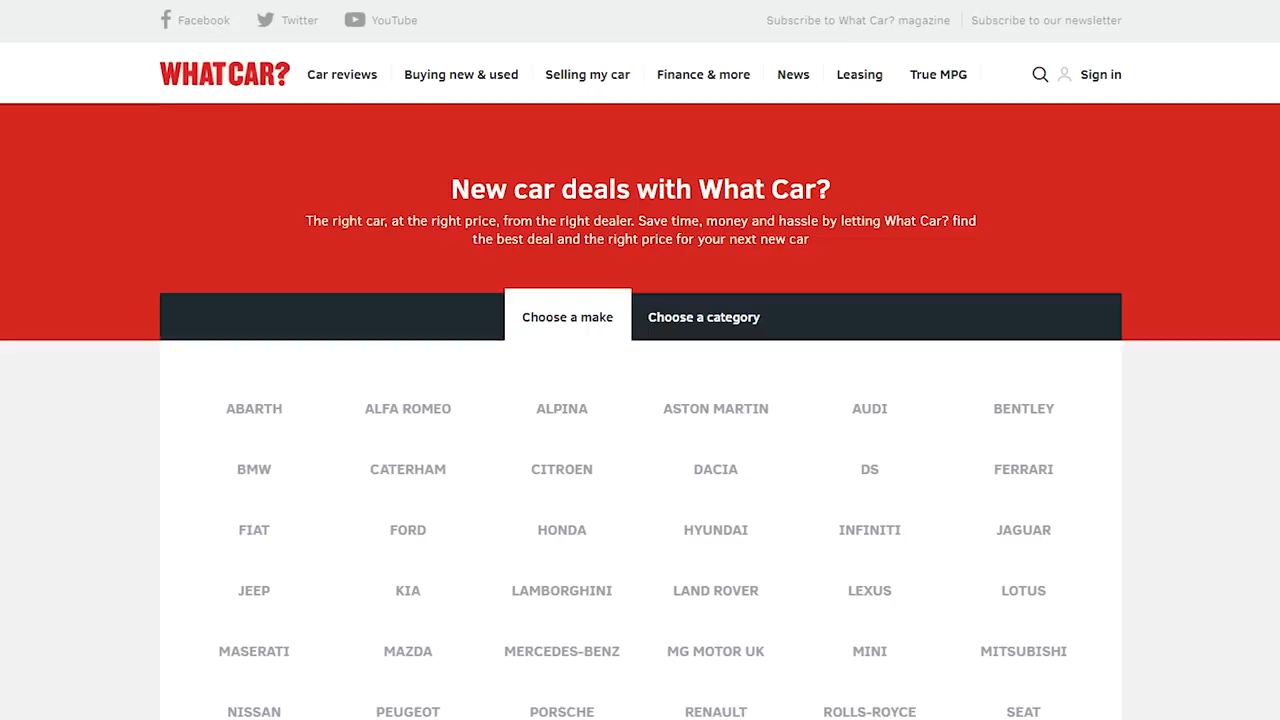 Facebook Twitter YouTube Subscribe to What Car? magazine Subscribe to our newsletter
WHAT CAR? Car reviews Buying new & used Selling my car Finance & more News Leasing True MPG Sign in
New car deals with What Car?
The right car, at the right price, from the right dealer. Save time, money and hassle by letting What Car? find
the best deal and the right price for your next new car
Choose a make Choose a category
ABARTH ALFA ROMEO ALPINA ASTON MARTIN AUDI BENTLEY
BMW CATERHAM CITROEN DACIA DS FERRARI
FIAT FORD HONDA HYUNDAI INFINITI JAGUAR
JEEP KIA LAMBORGHINI LAND ROVER LEXUS LOTUS
MASERATI MAZDA MERCEDES-BENZ MG MOTOR UK MINI MITSUBISHI
NISSAN PEUGEOT PORSCHE RENAULT ROLLS-ROYCE SEAT